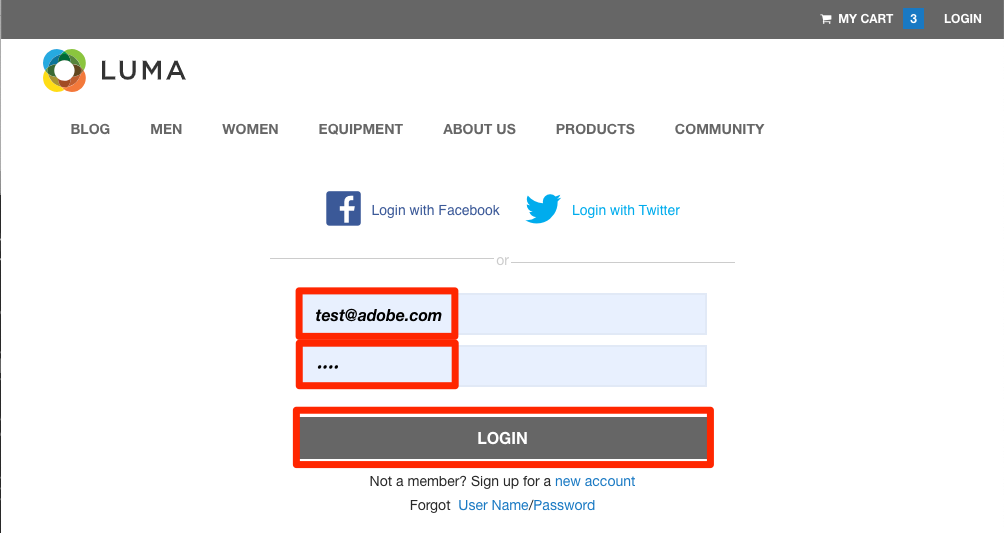 MY CART 3 LOGIN
LUMA
BLOG MEN WOMEN EQUIPMENT ABOUT US PRODUCTS COMMUNITY
Login with Facebook Login with Twitter
or
test@adobe.com
••••
LOGIN
Not a member? Sign up for a new account
Forgot User Name/Password